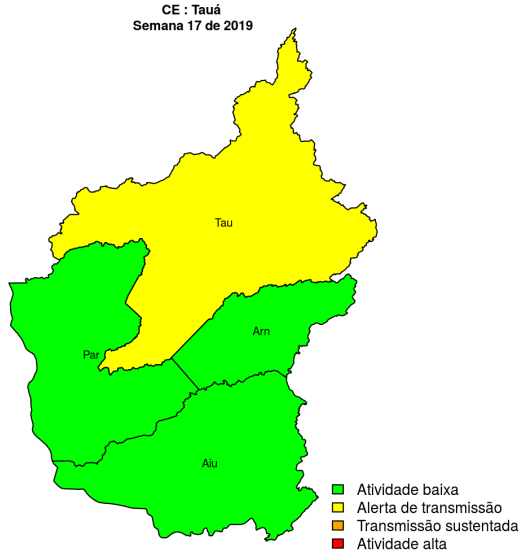 CE : Tauá
Semana 17 de 2019
Tau
Arn
Par
Aiu
Atividade baixa
Alerta de transmissão
Transmissão sustentada
Atividade alta